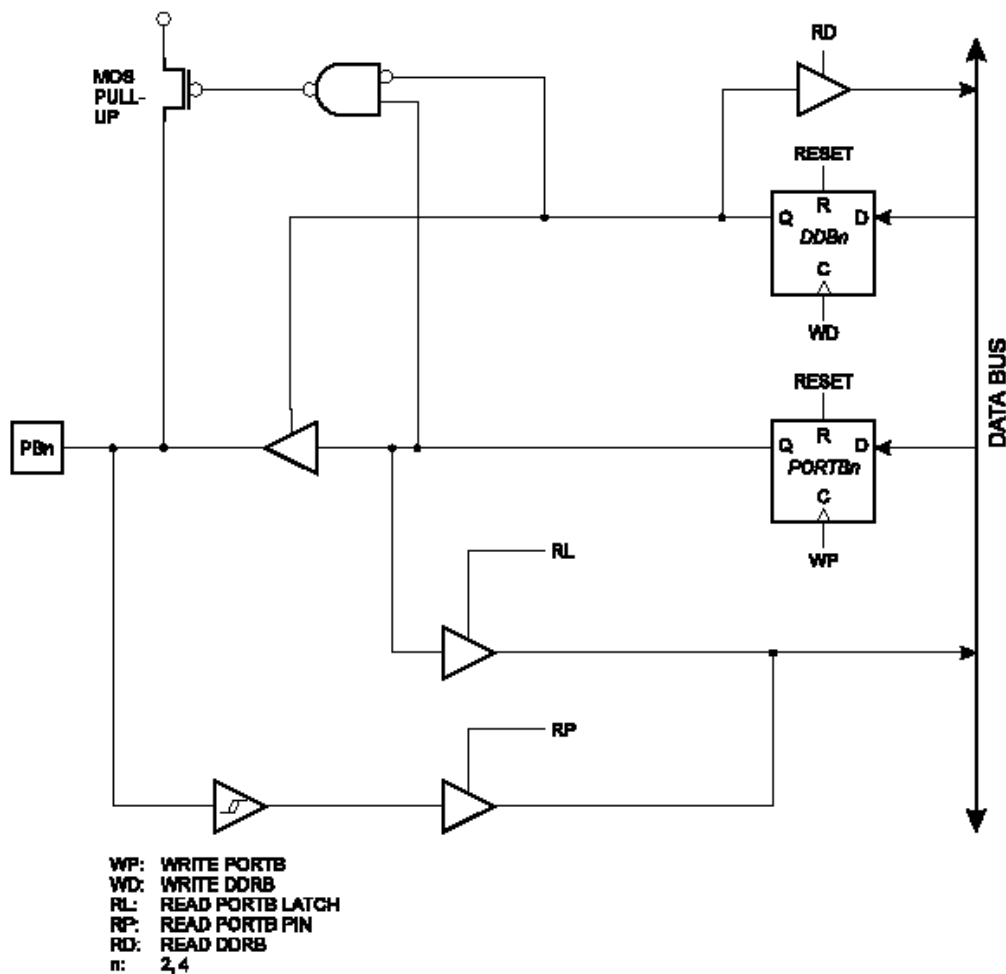 RD
MOS
PULL-
UP
RESET
R
Q D
DDBn
C
WD
DATA BUS
RESET
R
PBn
Q D
PORTBn
C
WP
RL
RP
WP: WRITE PORTB
WD: WRITE DDRB
RL: READ PORTB LATCH
RP: READ PORTB PIN
RD: READ DDRB
n: 2,4